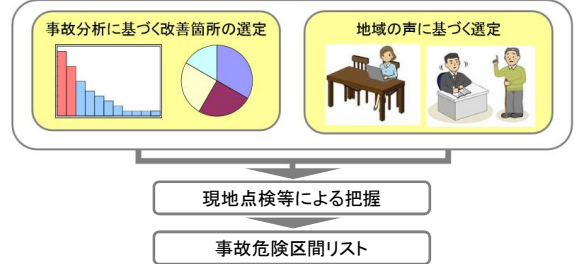 事故分析に基づく改善箇所の選定
地域の声に基づく選定
現地点検等による把握
事故危険区間リスト